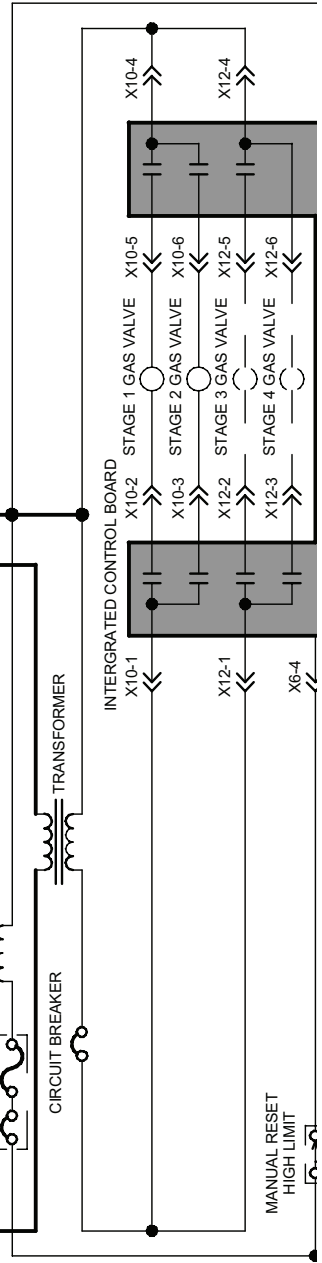 CIRCUIT BREAKER
TRANSFORMER
INTERGRATED CONTROL BOARD
X10-1
X10-2
STAGE 1 GAS VALVE
X10-5
X10-4
X10-3
STAGE 2 GAS VALVE
X10-6
X12-1
X12-2
STAGE 3 GAS VALVE
X12-5
X12-4
X12-3
STAGE 4 GAS VALVE
X12-6
MANUAL RESET
HIGH LIMIT
X6-4